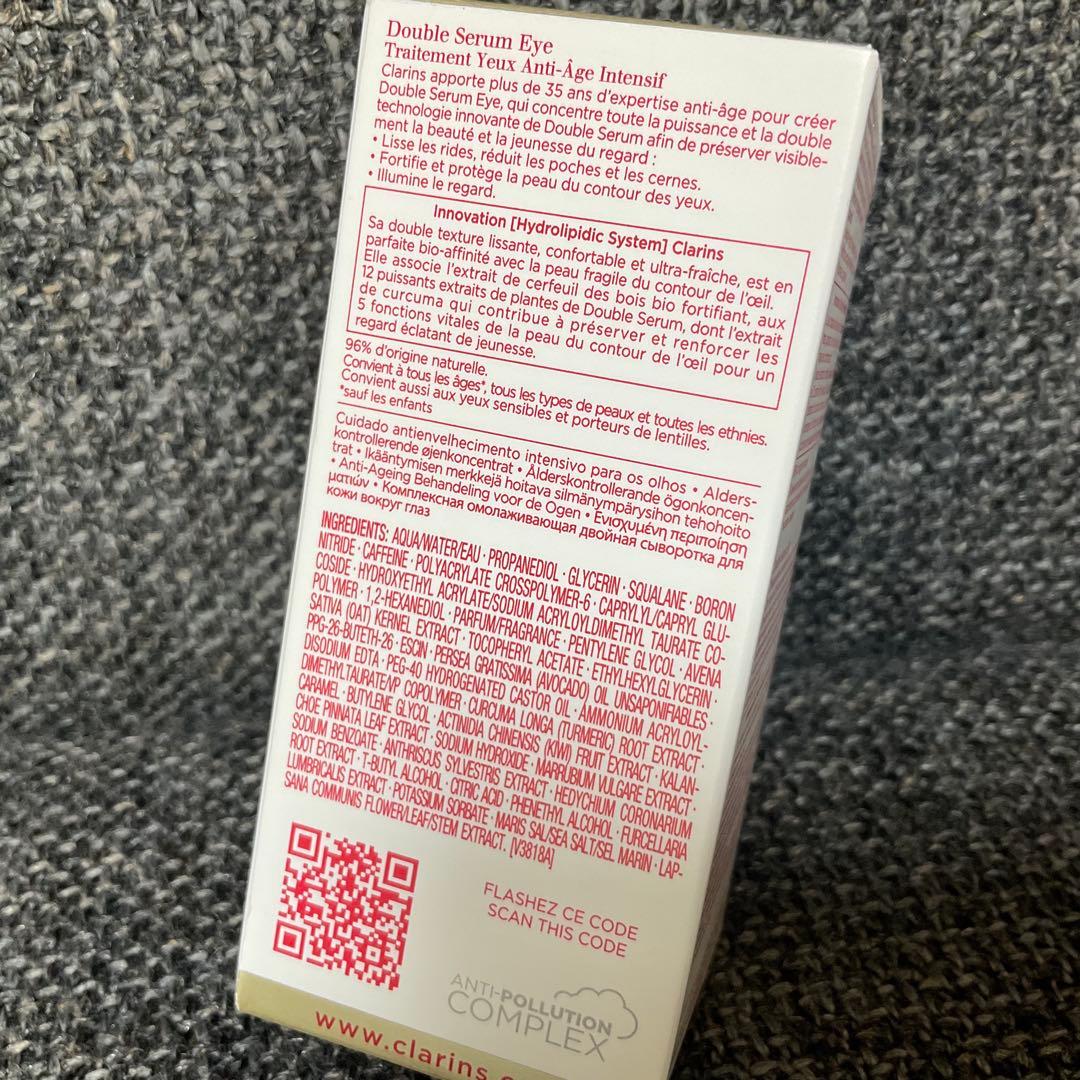 Double Serum Eye
Traitement Yeux Anti-Âge Intensif
Clarins apporte plus de 35 ans d'expertise anti-âge pour créer
Double Serum Eye, qui concentre toute la puissance et la double
technologie innovante de Double Serum afin de préserver visible-
ment la beauté et la jeunesse du regard :
• Lisse les rides, réduit les poches et les cernes.
• Fortifie et protège la peau du contour des yeux.
• Illumine le regard.
Innovation [Hydrolipidic System] Clarins
Sa double texture lissante, confortable et ultra-fraîche, est en
parfaite bio-affinité avec la peau fragile du contour de l'œil.
Elle associe l'extrait de cerfeuil des bois bio fortifiant, aux
12 puissants extraits de plantes de Double Serum, dont l'extrait
de curcuma qui contribue à préserver et renforcer les
5 fonctions vitales de la peau du contour de l'œil pour un
regard éclatant de jeunesse.
96% d'origine naturelle.
Convient à tous les âges*, tous les types de peaux et toutes les ethnies.
Convient aussi aux yeux sensibles et porteurs de lentilles.
*sauf les enfants
Cuidado antienvelhecimento intensivo para os olhos • Alders-
kontrollerende øjenkoncentrat • Ålderskontrollerande ögonkoncen-
trat • Ikääntymisen merkkejä hoitava silmänympärysihon tehohoito
• Anti-Ageing Behandeling voor de Ogen • Ενισχυμένη περιποίηση
ματιών • Комплексная омолаживающая двойная сыворотка для
кожи вокруг глаз
INGREDIENTS: AQUA/WATER/EAU · PROPANEDIOL · GLYCERIN · SQUALANE · BORON
NITRIDE · CAFFEINE · POLYACRYLATE CROSSPOLYMER-6 · CAPRYLYL/CAPRYL GLU-
COSIDE · HYDROXYETHYL ACRYLATE/SODIUM ACRYLOYLDIMETHYL TAURATE CO-
POLYMER · 1,2-HEXANEDIOL · PARFUM/FRAGRANCE · PENTYLENE GLYCOL · AVENA
SATIVA (OAT) KERNEL EXTRACT · TOCOPHERYL ACETATE · ETHYLHEXYLGLYCERIN ·
PPG-26-BUTETH-26 · ESCIN · PERSEA GRATISSIMA (AVOCADO) OIL UNSAPONIFIABLES ·
DISODIUM EDTA · PEG-40 HYDROGENATED CASTOR OIL · AMMONIUM ACRYLOYL-
DIMETHYLTAURATE/VP COPOLYMER · CURCUMA LONGA (TURMERIC) ROOT EXTRACT ·
CARAMEL · BUTYLENE GLYCOL · ACTINIDIA CHINENSIS (KIWI) FRUIT EXTRACT · KALAN-
CHOE PINNATA LEAF EXTRACT · SODIUM HYDROXIDE · MARRUBIUM VULGARE EXTRACT ·
SODIUM BENZOATE · ANTHRISCUS SYLVESTRIS EXTRACT · HEDYCHIUM CORONARIUM
ROOT EXTRACT · T-BUTYL ALCOHOL · CITRIC ACID · PHENETHYL ALCOHOL · FURCELLARIA
LUMBRICALIS EXTRACT · POTASSIUM SORBATE · MARIS SAL/SEA SALT/SEL MARIN · LAP-
SANA COMMUNIS FLOWER/LEAF/STEM EXTRACT. [V3818A]
FLASHEZ CE CODE
SCAN THIS CODE
ANTI-POLLUTION
COMPLEX
www.clarins